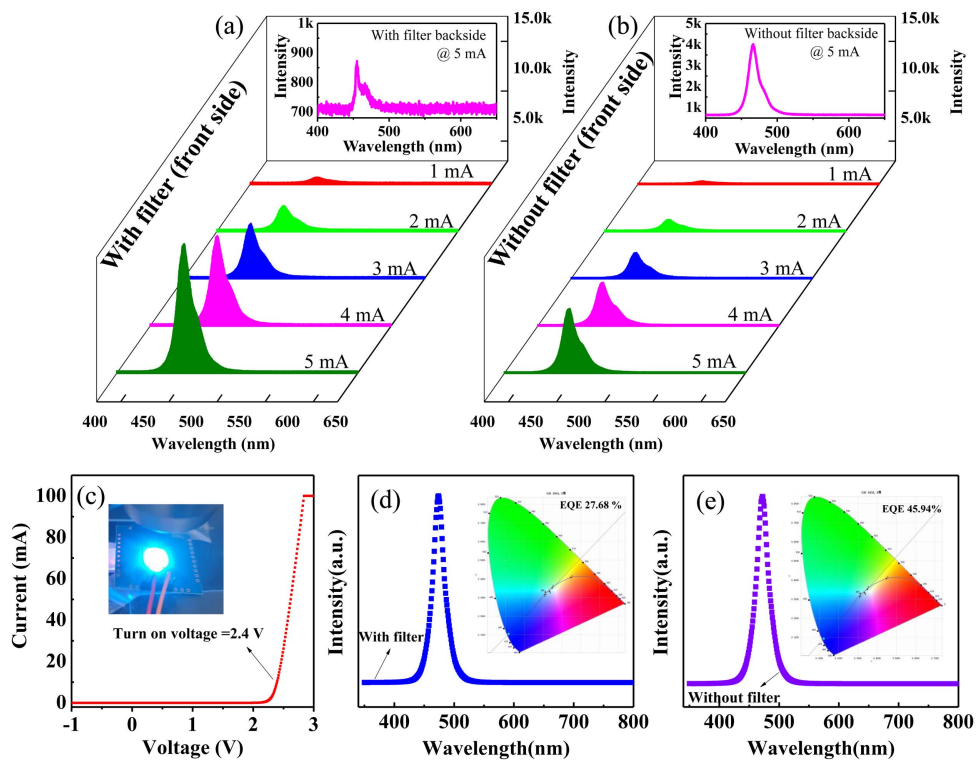 (a)
With filter (front side)
1k
900
800
700
Intensity
With filter backside
@ 5 mA
400
500
600
Wavelength (nm)
15.0k
10.0k
5.0k
Intensity
1 mA
2 mA
3 mA
4 mA
5 mA
400
450
500
550
600
650
Wavelength (nm)
(b)
Without filter (front side)
5k
4k
3k
2k
1k
Intensity
Without filter backside
@ 5 mA
400
500
600
Wavelength (nm)
15.0k
10.0k
5.0k
Intensity
1 mA
2 mA
3 mA
4 mA
5 mA
400
450
500
550
600
650
Wavelength (nm)
(c)
Current (mA)
100
80
60
40
20
0
Turn on voltage =2.4 V
-1
0
1
2
3
Voltage (V)
(d)
Intensity(a.u.)
EQE 27.68 %
With filter
400
500
600
700
800
Wavelength(nm)
(e)
Intensity(a.u.)
EQE 45.94%
Without filter
400
500
600
700
800
Wavelength(nm)